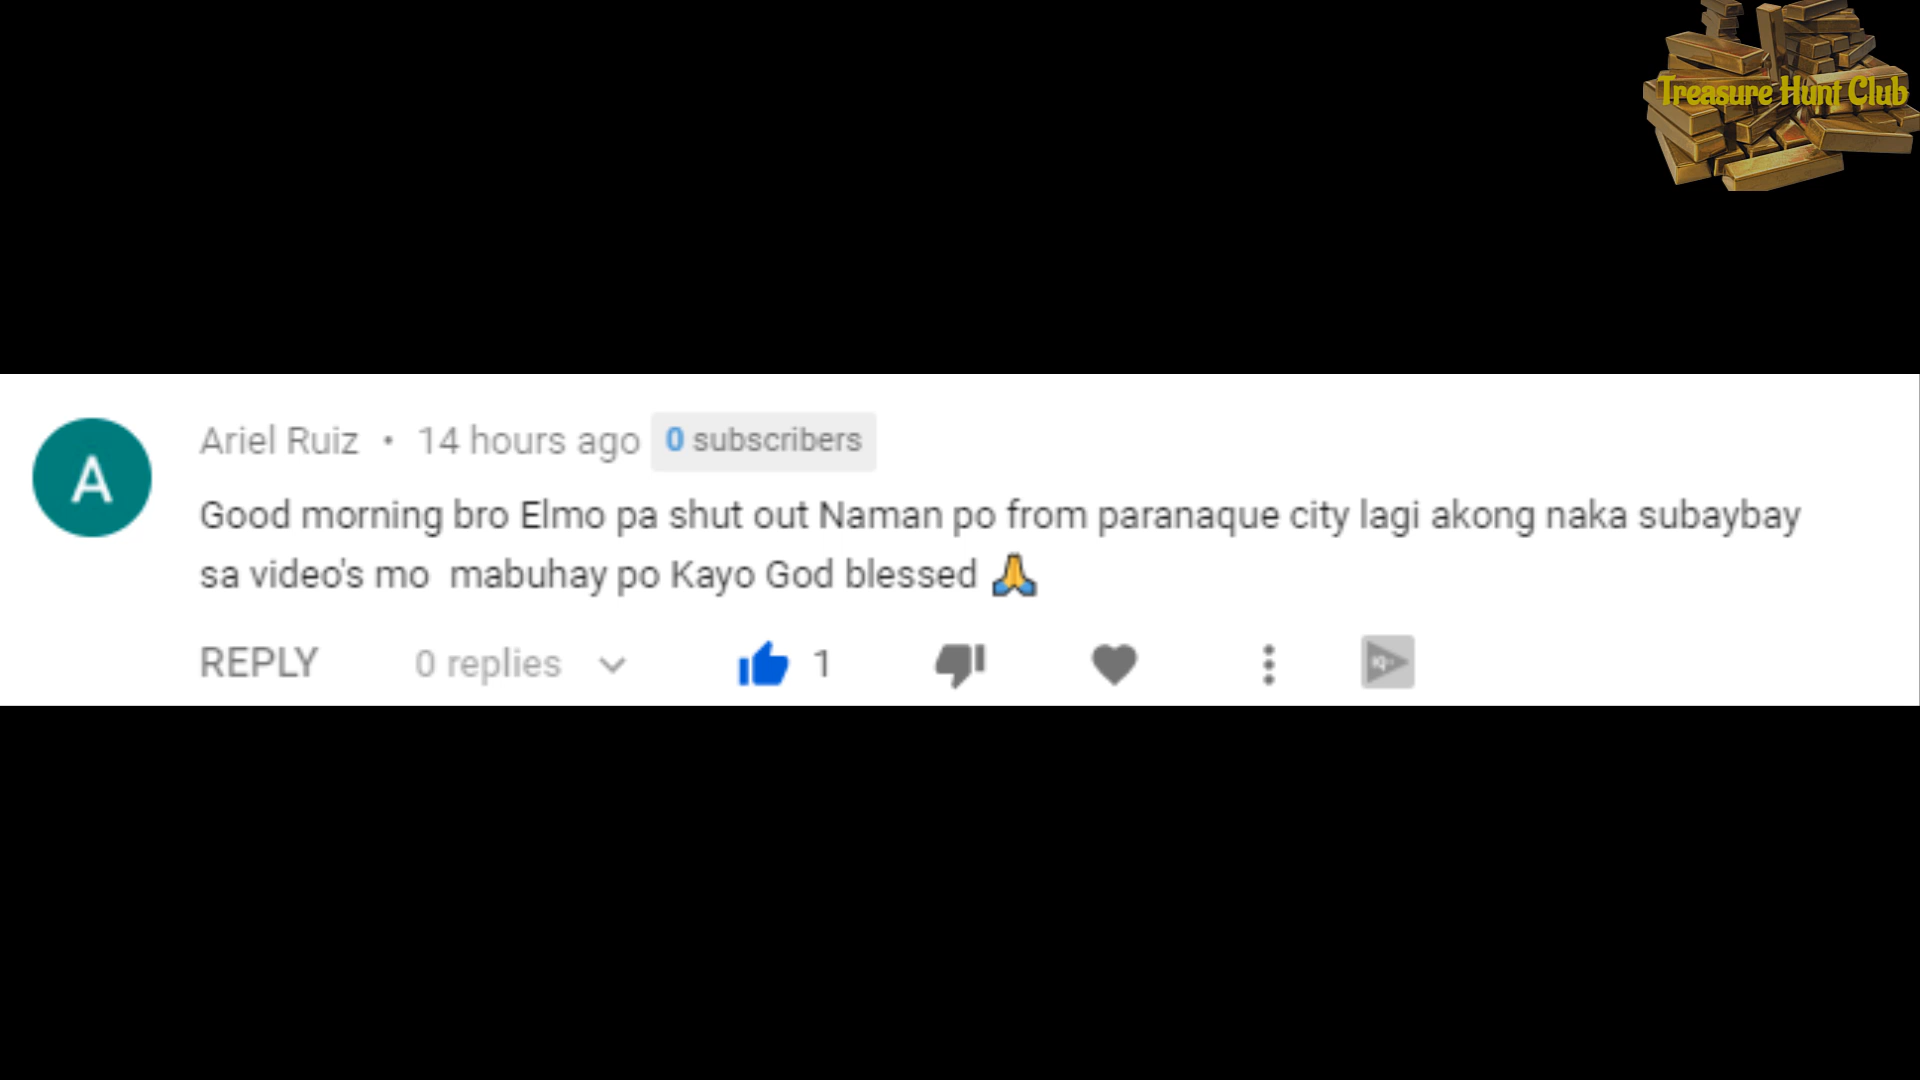 Treasure Hunt Club
A
Ariel Ruiz • 14 hours ago 0 subscribers
Good morning bro Elmo pa shut out Naman po from paranaque city lagi akong naka subaybay
sa video's mo mabuhay po Kayo God blessed 🙏
REPLY 0 replies 1